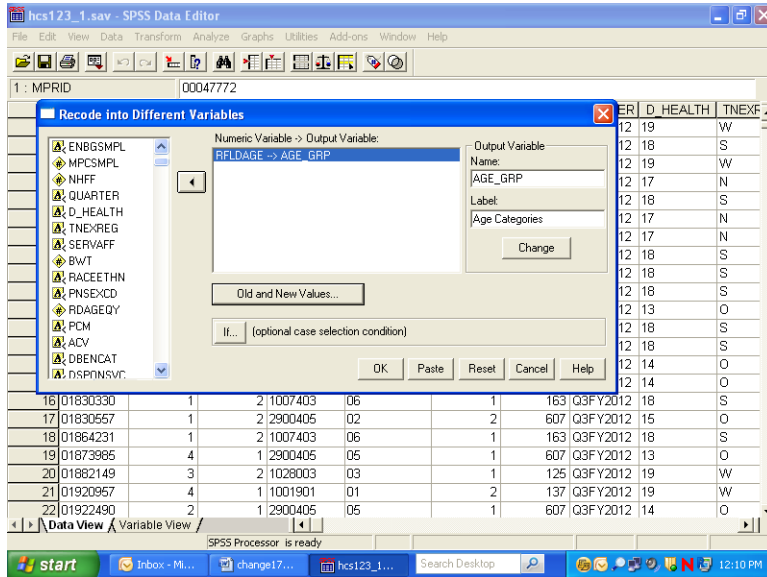 hcs123_1.sav - SPSS Data Editor
File Edit View Data Transform Analyze Graphs Utilities Add-ons Window Help
1 : MPRID 00047772
Recode into Different Variables
ER D_HEALTH TNEXR
ENBGSMPL
MPCSMPL
NHFF
QUARTER
D_HEALTH
TNEXREG
SERVAFF
BWT
RACEETHN
PNSEXCD
RDAGEQY
PCM
ACV
DBENCAT
DSPONSVC
Numeric Variable -> Output Variable:
RFLDAGE --> AGE_GRP
Output Variable
Name:
AGE_GRP
Label:
Age Categories
Change
Old and New Values...
If... (optional case selection condition)
OK Paste Reset Cancel Help
12 19 W
12 18 S
12 19 W
12 17 N
12 18 S
12 17 N
12 17 N
12 18 S
12 18 S
12 18 S
12 13 O
12 18 S
12 18 S
12 14 O
12 14 O
16 01830330 1 2 1007403 06 1 163 Q3FY2012 18 S
17 01830557 1 2 2900405 02 2 607 Q3FY2012 15 O
18 01864231 1 2 1007403 06 1 163 Q3FY2012 18 S
19 01873985 4 1 2900405 05 1 607 Q3FY2012 13 O
20 01882149 3 2 1028003 03 1 125 Q3FY2012 19 W
21 01920957 4 1 1001901 01 2 137 Q3FY2012 19 W
22 01922490 2 1 2900405 05 1 607 Q3FY2012 14 O
Data View Variable View
SPSS Processor is ready
start Inbox - Mi... change17... hcs123_1... Search Desktop 12:10 PM